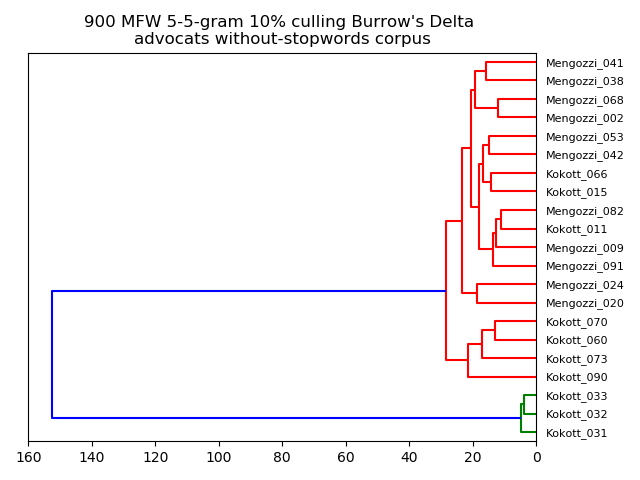 900 MFW 5-5-gram 10% culling Burrow's Delta
advocats without-stopwords corpus
Mengozzi_041
Mengozzi_038
Mengozzi_068
Mengozzi_002
Mengozzi_053
Mengozzi_042
Kokott_066
Kokott_015
Mengozzi_082
Kokott_011
Mengozzi_009
Mengozzi_091
Mengozzi_024
Mengozzi_020
Kokott_070
Kokott_060
Kokott_073
Kokott_090
Kokott_033
Kokott_032
Kokott_031
160 140 120 100 80 60 40 20 0